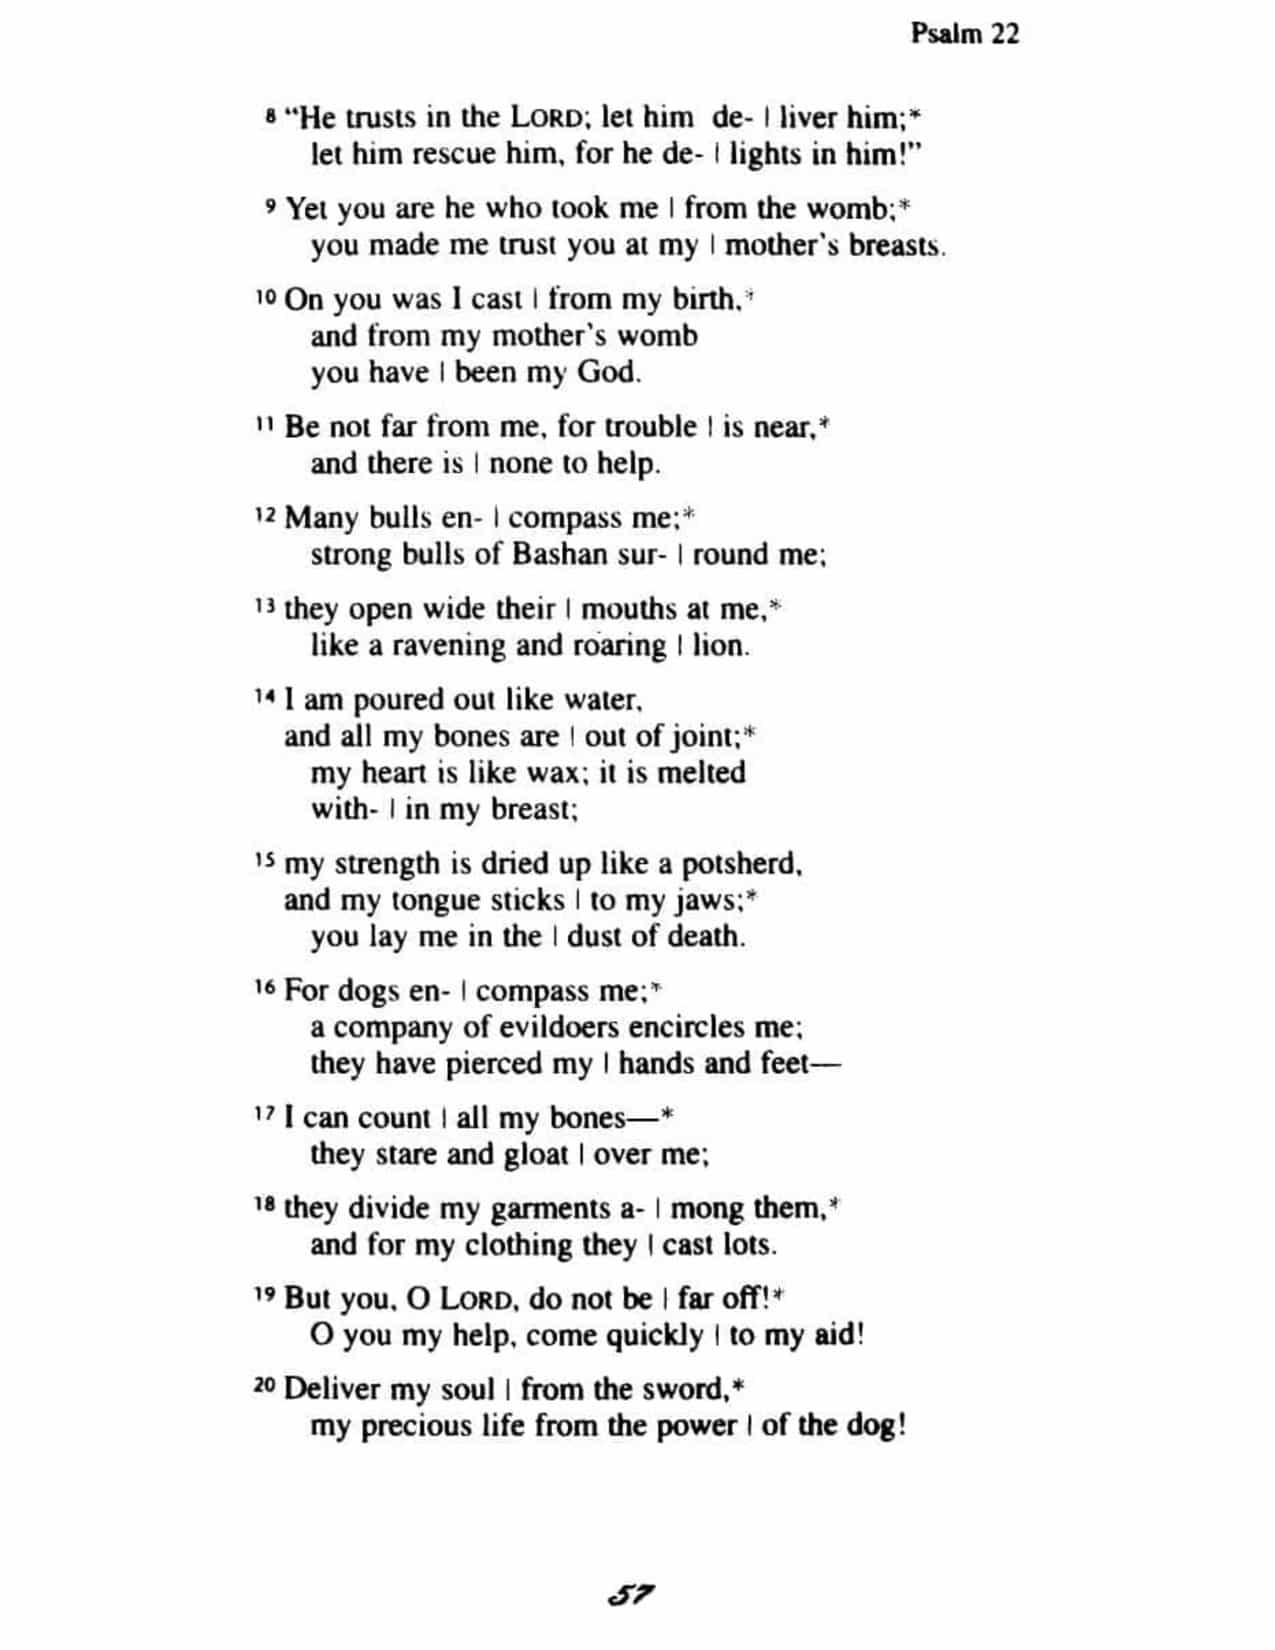 Psalm 22
8 “He trusts in the LORD; let him de- | liver him;*
let him rescue him, for he de- | lights in him!”
9 Yet you are he who took me | from the womb;*
you made me trust you at my | mother's breasts.
10 On you was I cast | from my birth,*
and from my mother's womb
you have | been my God.
11 Be not far from me, for trouble | is near,*
and there is | none to help.
12 Many bulls en- | compass me;*
strong bulls of Bashan sur- | round me;
13 they open wide their | mouths at me,*
like a ravening and roaring | lion.
14 I am poured out like water,
and all my bones are | out of joint;*
my heart is like wax; it is melted
with- | in my breast;
15 my strength is dried up like a potsherd,
and my tongue sticks | to my jaws;*
you lay me in the | dust of death.
16 For dogs en- | compass me;*
a company of evildoers encircles me;
they have pierced my | hands and feet—
17 I can count | all my bones—*
they stare and gloat | over me;
18 they divide my garments a- | mong them,*
and for my clothing they | cast lots.
19 But you, O LORD, do not be | far off!*
O you my help, come quickly | to my aid!
20 Deliver my soul | from the sword,*
my precious life from the power | of the dog!
57